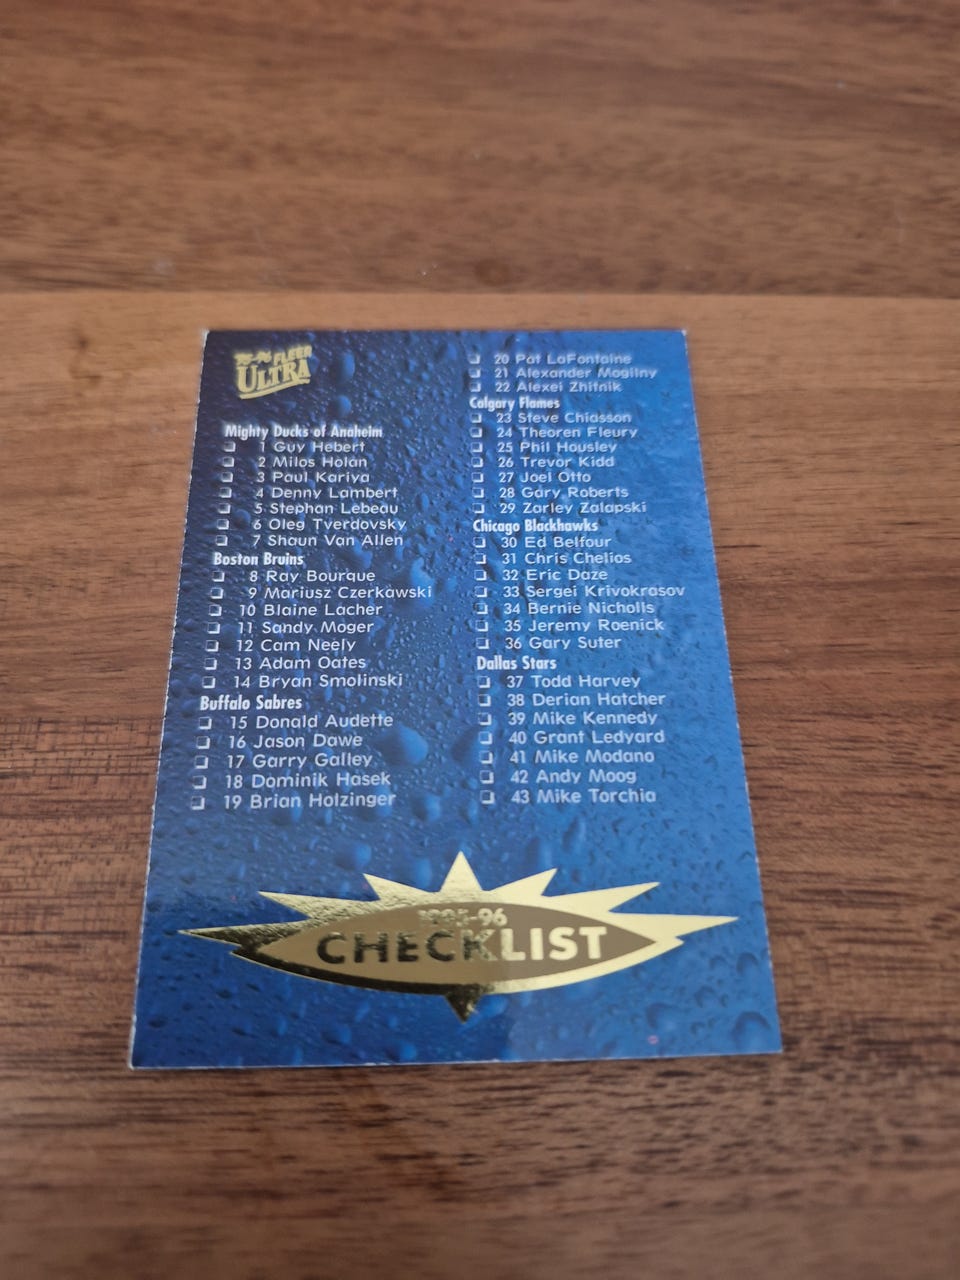 95-96 FLEER
ULTRA
Mighty Ducks of Anaheim
1 Guy Hebert
2 Milos Holan
3 Paul Kariya
4 Denny Lambert
5 Stephan Lebeau
6 Oleg Tverdovsky
7 Shaun Van Allen
Boston Bruins
8 Ray Bourque
9 Mariusz Czerkawski
10 Blaine Lacher
11 Sandy Moger
12 Cam Neely
13 Adam Oates
14 Bryan Smolinski
Buffalo Sabres
15 Donald Audette
16 Jason Dawe
17 Garry Galley
18 Dominik Hasek
19 Brian Holzinger
20 Pat LaFontaine
21 Alexander Mogilny
22 Alexei Zhitnik
Calgary Flames
23 Steve Chiasson
24 Theoren Fleury
25 Phil Housley
26 Trevor Kidd
27 Joel Otto
28 Gary Roberts
29 Zarley Zalapski
Chicago Blackhawks
30 Ed Belfour
31 Chris Chelios
32 Eric Daze
33 Sergei Krivokrasov
34 Bernie Nicholls
35 Jeremy Roenick
36 Gary Suter
Dallas Stars
37 Todd Harvey
38 Derian Hatcher
39 Mike Kennedy
40 Grant Ledyard
41 Mike Modano
42 Andy Moog
43 Mike Torchia
1995-96
CHECKLIST